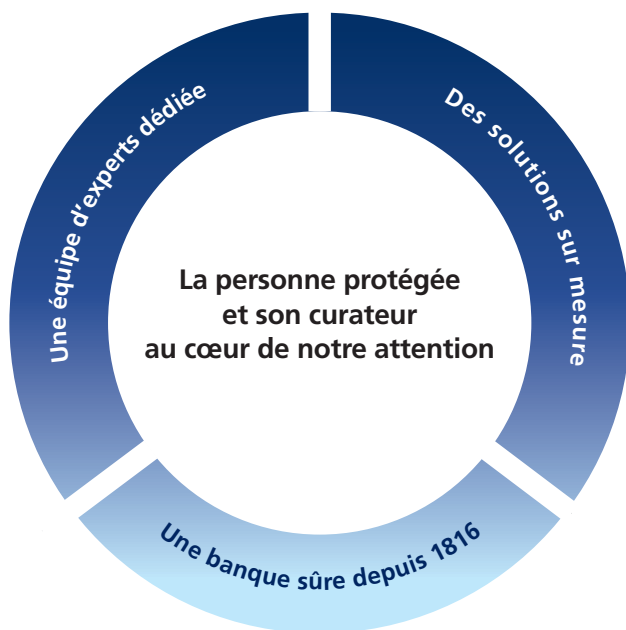 Une équipe d’experts dédiée
Des solutions sur mesure
La personne protégée
et son curateur
au cœur de notre attention
Une banque sûre depuis 1816